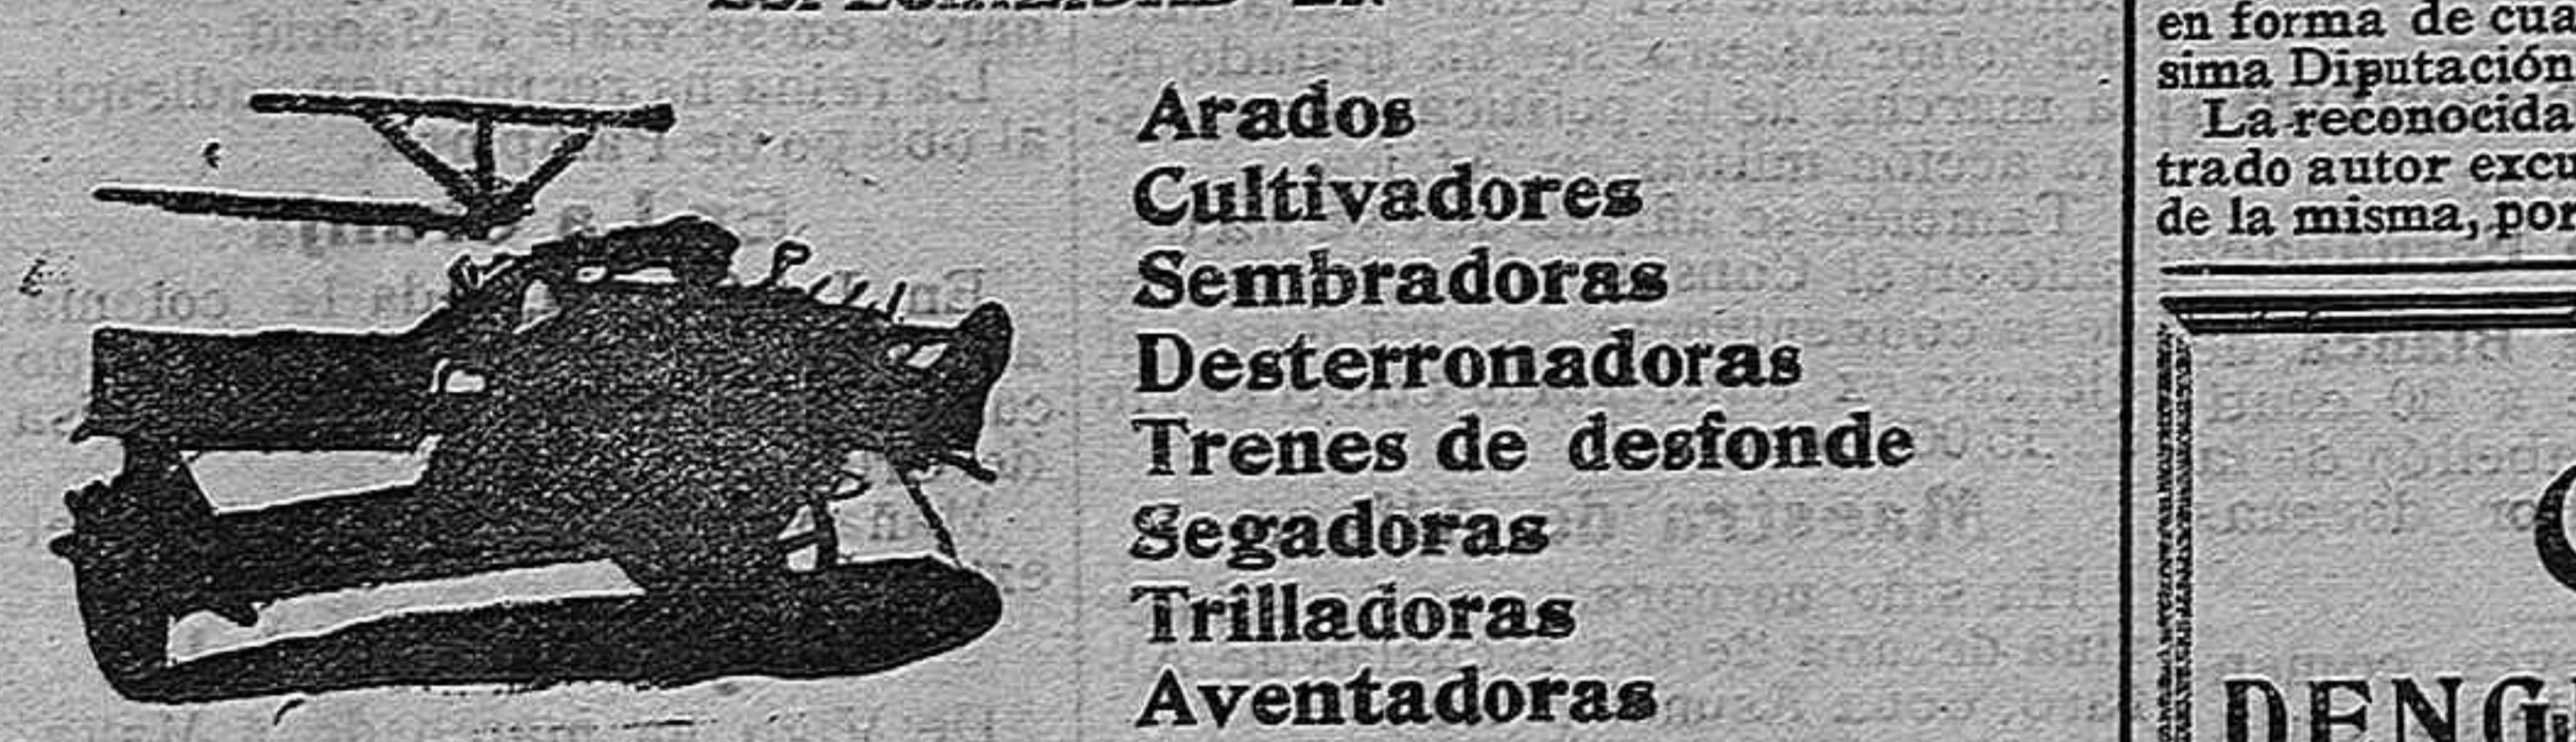 Arados
Cultivadores
Sembradoras
Desterronadoras
Trenes de desfonde
Segadoras
Trilladoras
Aventadoras
en forma de cua
sima Diputación
La reconocida
trado autor excu
de la misma, por
DENG